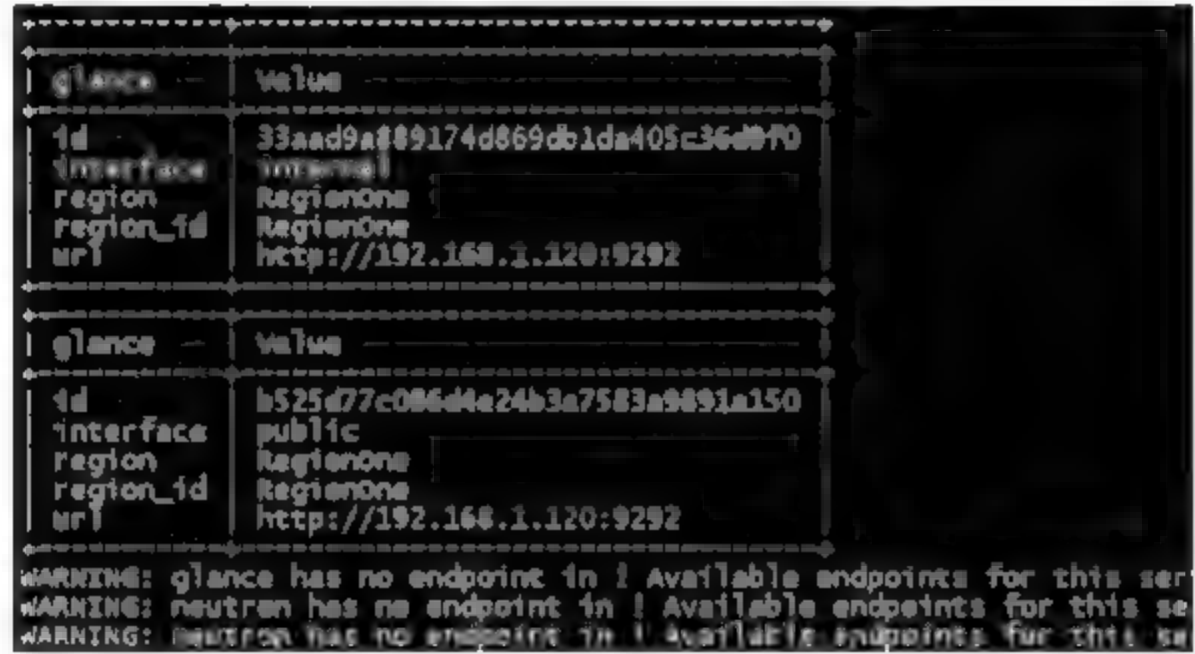 glance Value
id
interface internal
region RegionOne
region_id RegionOne
url http://192.168.1.120:9292
glance Value
id
interface public
region RegionOne
region_id RegionOne
url http://192.168.1.120:9292
WARNING: glance has no endpoint in ! Available endpoints for this ser
WARNING: neutron has no endpoint in ! Available endpoints for this se
WARNING: neutron has no endpoint in ! Available endpoints for this se